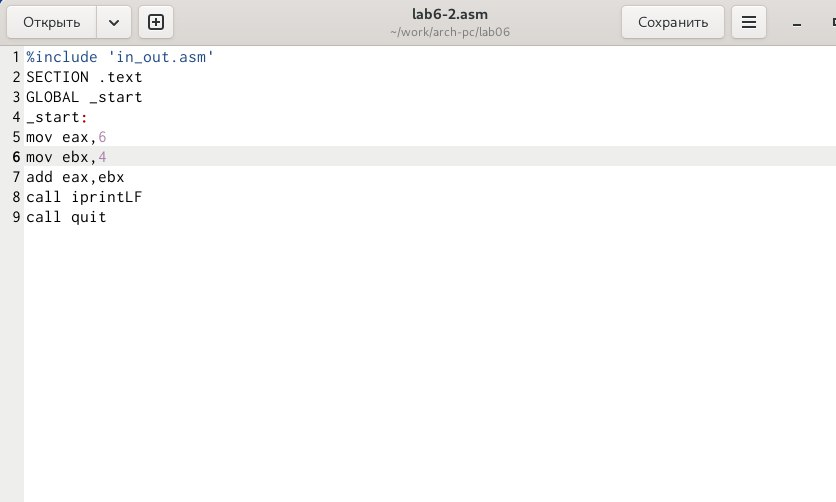 Открыть
lab6-2.asm
~/work/arch-pc/lab06
Сохранить
1 %include 'in_out.asm'
2 SECTION .text
3 GLOBAL _start
4 _start:
5 mov eax,6
6 mov ebx,4
7 add eax,ebx
8 call iprintLF
9 call quit